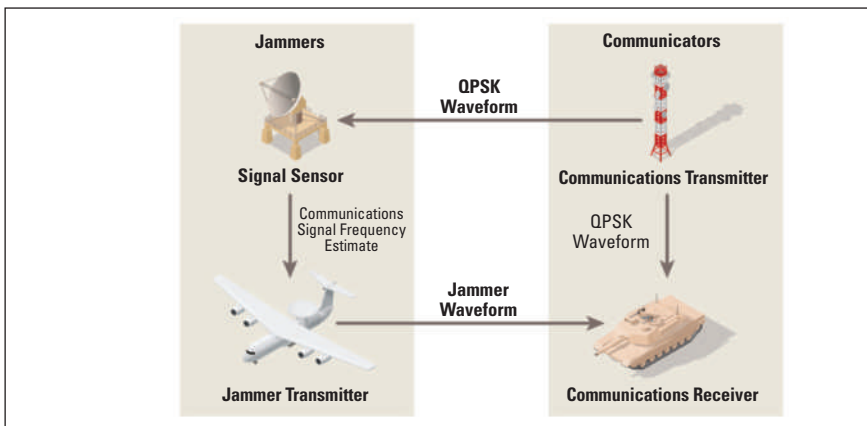 Jammers
Communicators
QPSK
Waveform
Signal Sensor
Communications Transmitter
Communications
Signal Frequency
Estimate
QPSK
Waveform
Jammer
Waveform
Jammer Transmitter
Communications Receiver